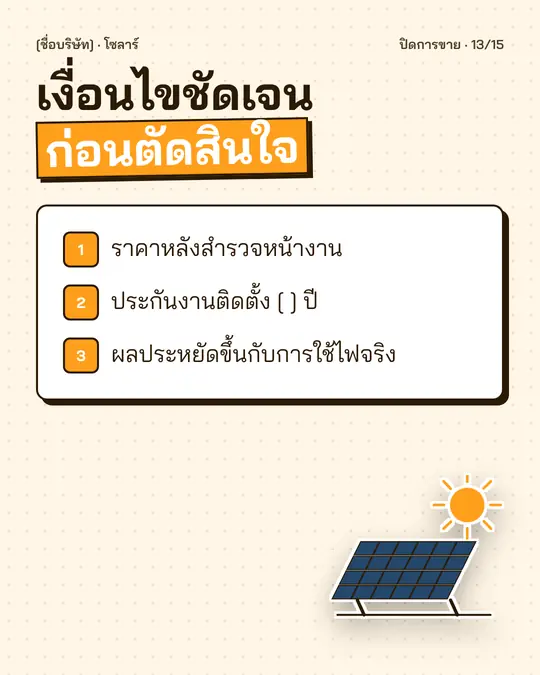 [ชื่อบริษัท] · โซลาร์
ปิดการขาย · 13/15
เงื่อนไขชัดเจน
ก่อนตัดสินใจ
1 ราคาหลังสำรวจหน้างาน
2 ประกันงานติดตั้ง [ ] ปี
3 ผลประหยัดขึ้นกับการใช้ไฟจริง